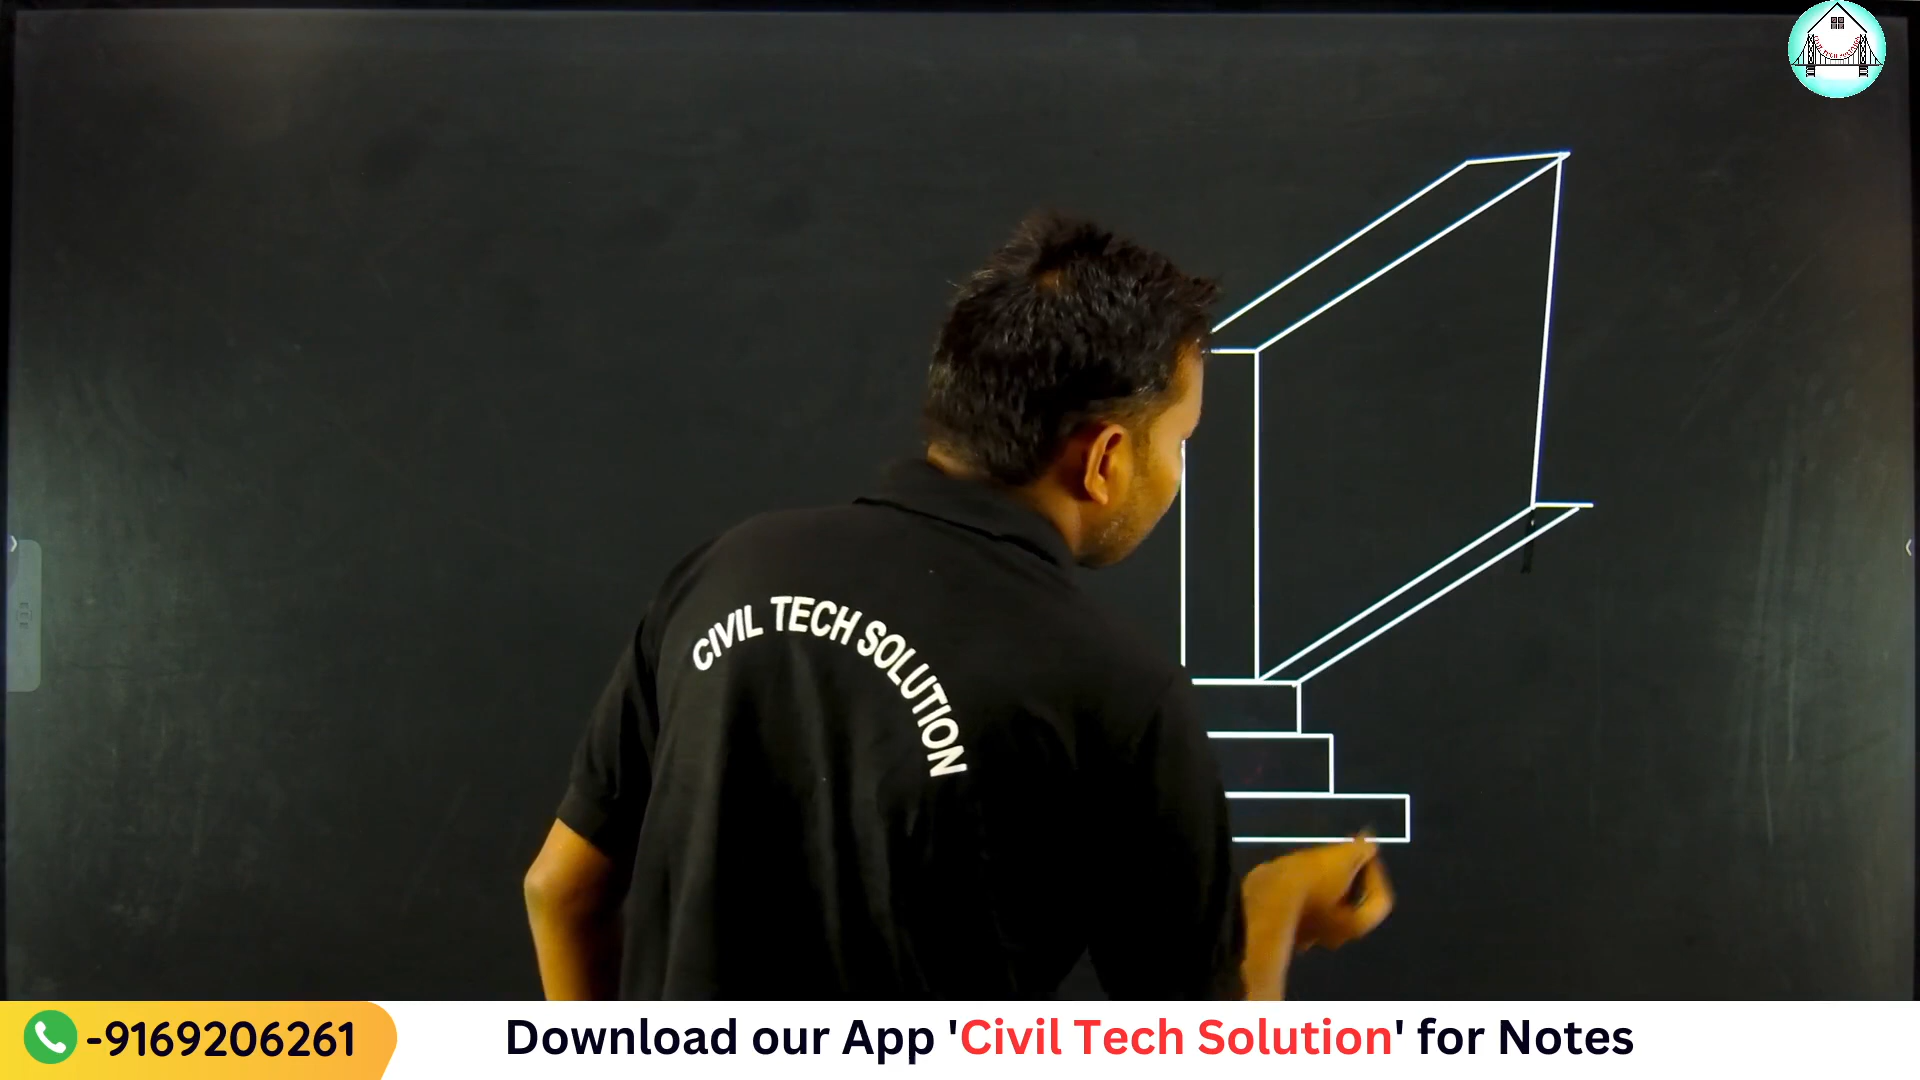 CIVIL TECH SOLUTION
-9169206261
Download our App 'Civil Tech Solution' for Notes